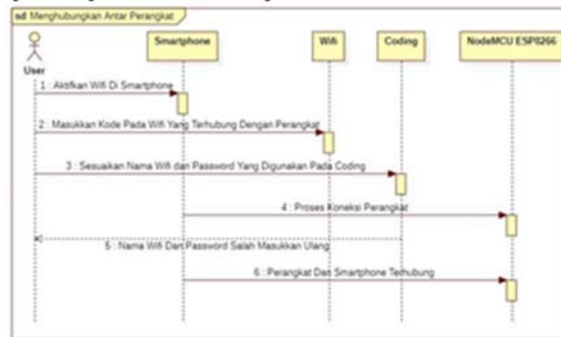 sd Menghubungkan Antar Perangkat
Smartphone
Wifi
Coding
NodeMCU ESP8266
User
1 : Aktifkan Wifi Di Smartphone
2 : Masukkan Kode Pada Wifi Yang Terhubung Dengan Perangkat
3 : Sesuaikan Nama Wifi dan Password Yang Digunakan Pada Coding
4 : Proses Koneksi Perangkat
5 : Nama Wifi Dan Password Salah Masukkan Ulang
6 : Perangkat Dan Smartphone Terhubung